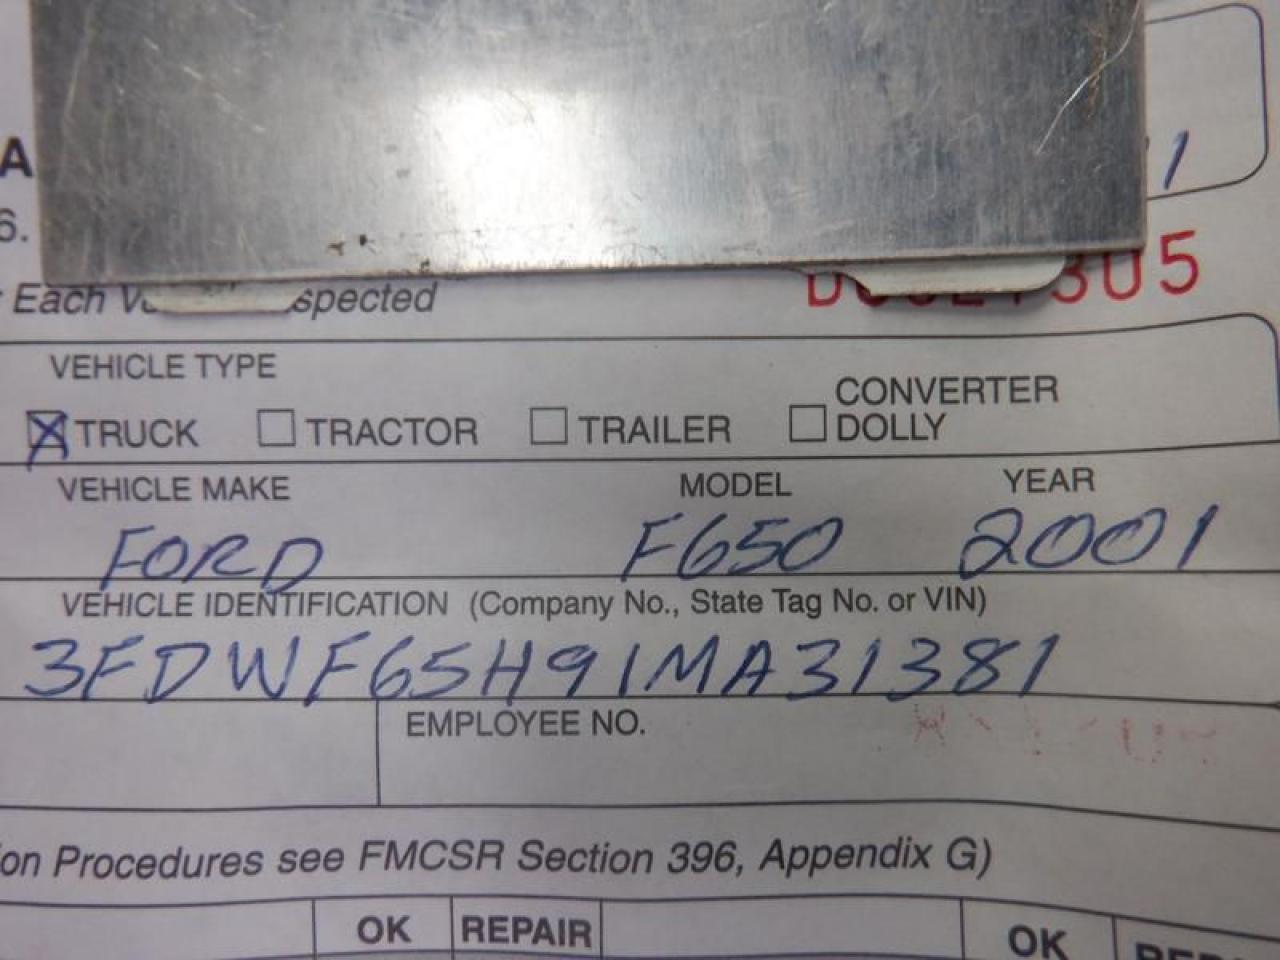 A
1
6.
Each spected
305
VEHICLE TYPE
TRUCK TRACTOR TRAILER CONVERTER DOLLY
VEHICLE MAKE MODEL YEAR
FORD F650 2001
VEHICLE IDENTIFICATION (Company No., State Tag No. or VIN)
3FDWF65H91MA31381
EMPLOYEE NO.
on Procedures see FMCSR Section 396, Appendix G)
OK REPAIR OK